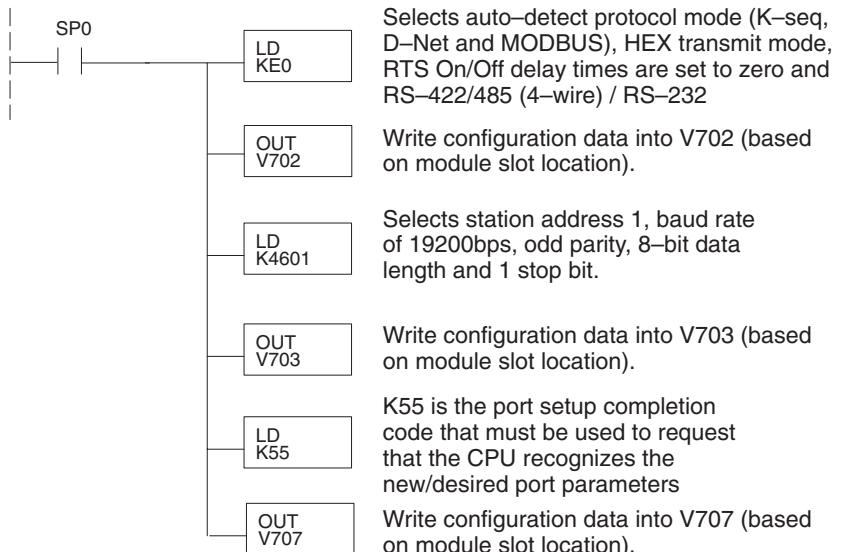 SP0
LD
KE0
Selects auto–detect protocol mode (K–seq,
D–Net and MODBUS), HEX transmit mode,
RTS On/Off delay times are set to zero and
RS–422/485 (4–wire) / RS–232
OUT
V702
Write configuration data into V702 (based
on module slot location).
LD
K4601
Selects station address 1, baud rate
of 19200bps, odd parity, 8–bit data
length and 1 stop bit.
OUT
V703
Write configuration data into V703 (based
on module slot location).
LD
K55
K55 is the port setup completion
code that must be used to request
that the CPU recognizes the
new/desired port parameters
OUT
V707
Write configuration data into V707 (based
on module slot location).